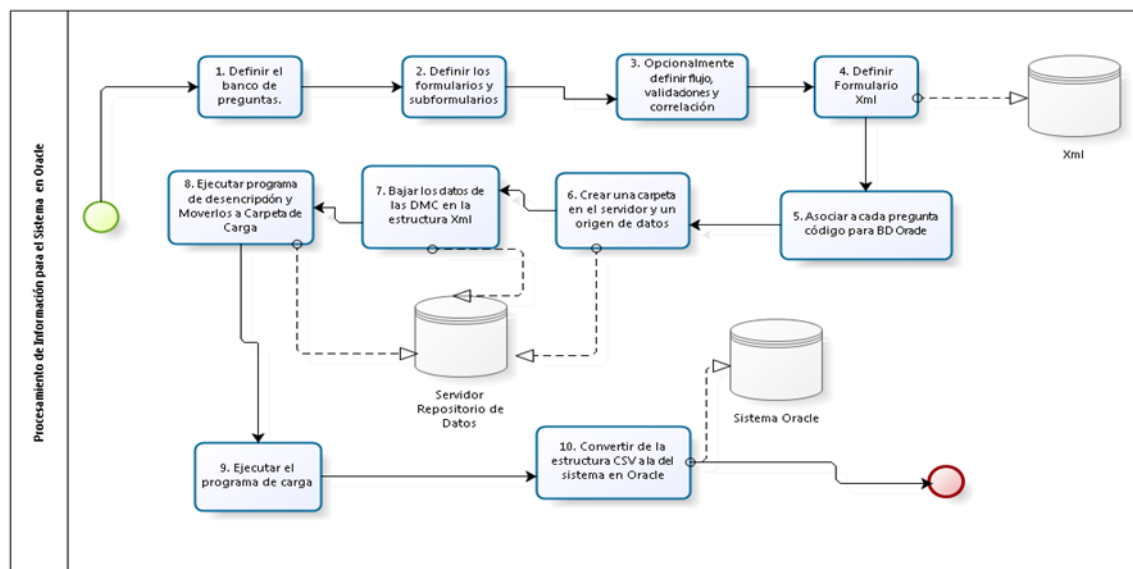 Procesamiento de Información para el Sistema en Oracle
1. Definir el
banco de
preguntas.
2. Definir los
formularios y
subformularios
3. Opcionalmente
definir flujo,
validaciones y
correlación
4. Definir
Formulario
Xml
Xml
8. Ejecutar programa
de desencripdón y
Moverlos a Carpeta de
Carga
7. Bajar los datos de
las DMC en la
estructura Xml
6. Crear una carpeta
en el servidor y un
origen de datos
5. Asociar a cada pregunta
código para BD Orade
Servidor
Repositorio de
Datos
Sistema Oracle
9. Ejecutar el
programa de carga
10. Convertir de la
estructura CSV a la del
sistema en Oracle